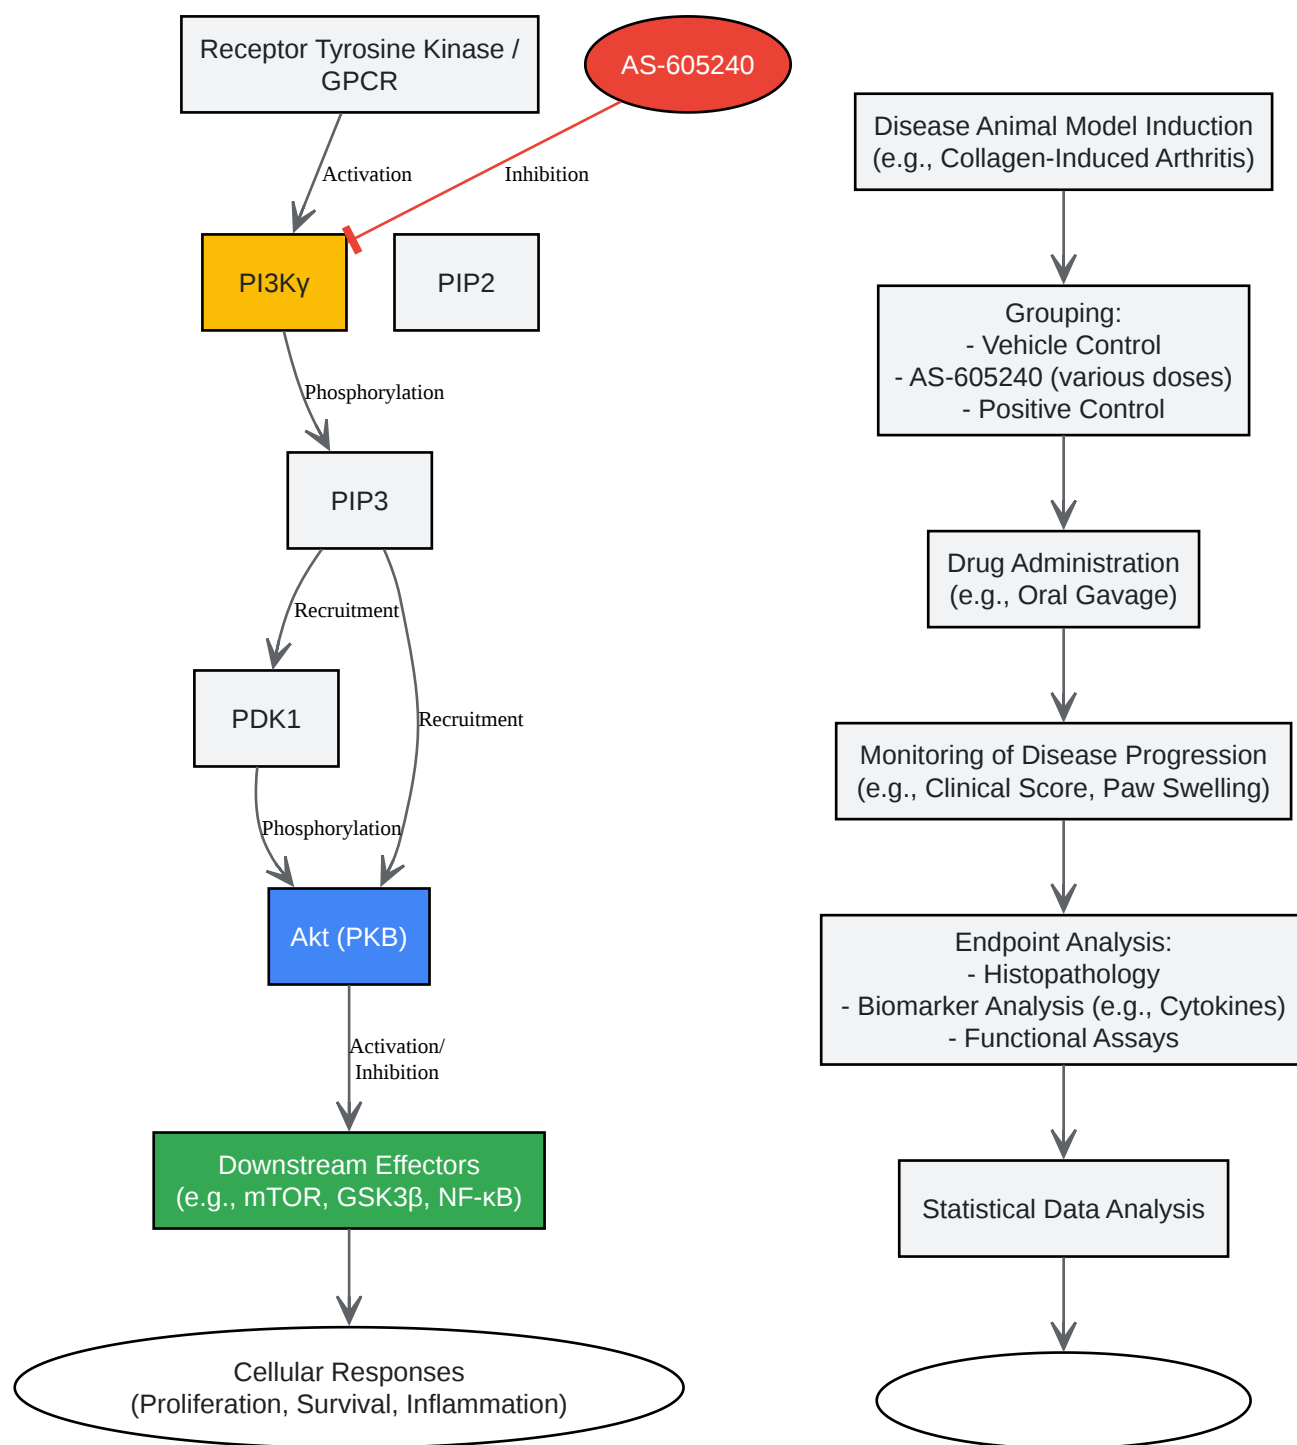 Receptor Tyrosine Kinase /
GPCR
AS-605240
Activation
Inhibition
PI3Kγ
PIP2
Phosphorylation
PIP3
Recruitment
PDK1
Recruitment
Phosphorylation
Akt (PKB)
Activation/
Inhibition
Downstream Effectors
(e.g., mTOR, GSK3β, NF-κB)
Cellular Responses
(Proliferation, Survival, Inflammation)
Disease Animal Model Induction
(e.g., Collagen-Induced Arthritis)
Grouping:
- Vehicle Control
- AS-605240 (various doses)
- Positive Control
Drug Administration
(e.g., Oral Gavage)
Monitoring of Disease Progression
(e.g., Clinical Score, Paw Swelling)
Endpoint Analysis:
- Histopathology
- Biomarker Analysis (e.g., Cytokines)
- Functional Assays
Statistical Data Analysis